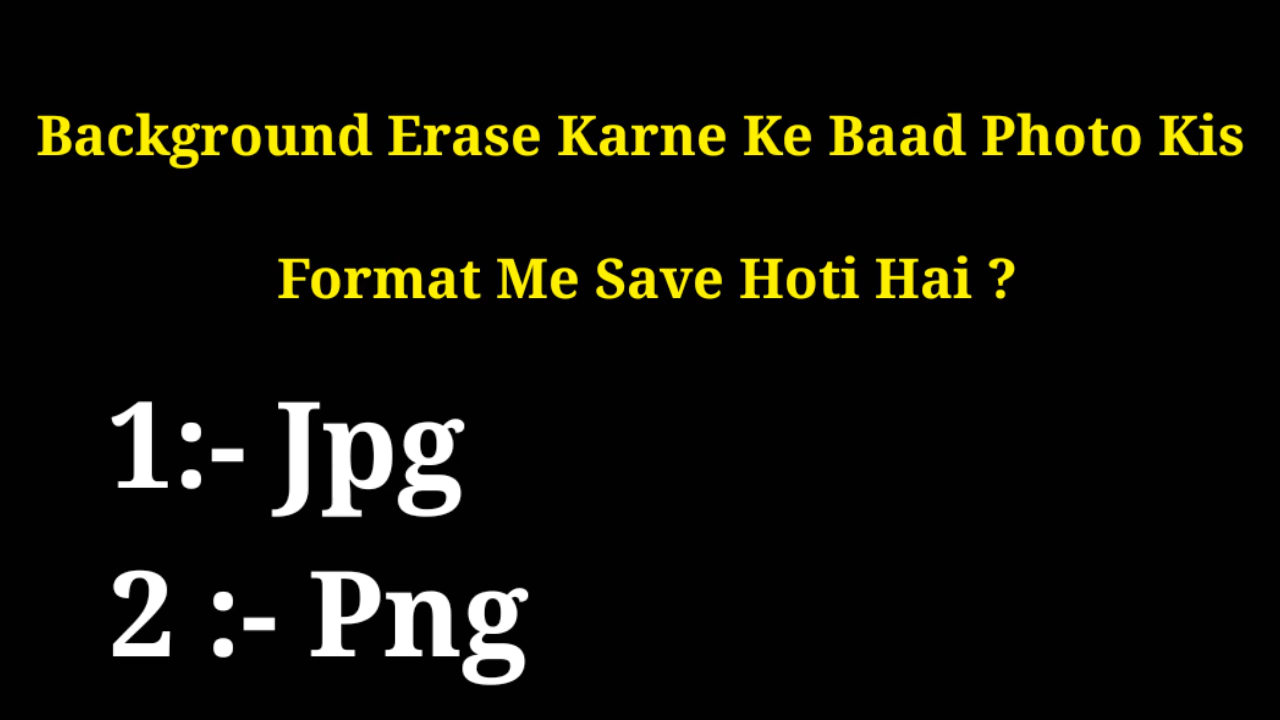 Background Erase Karne Ke Baad Photo Kis
Format Me Save Hoti Hai ?
1:- Jpg
2 :- Png